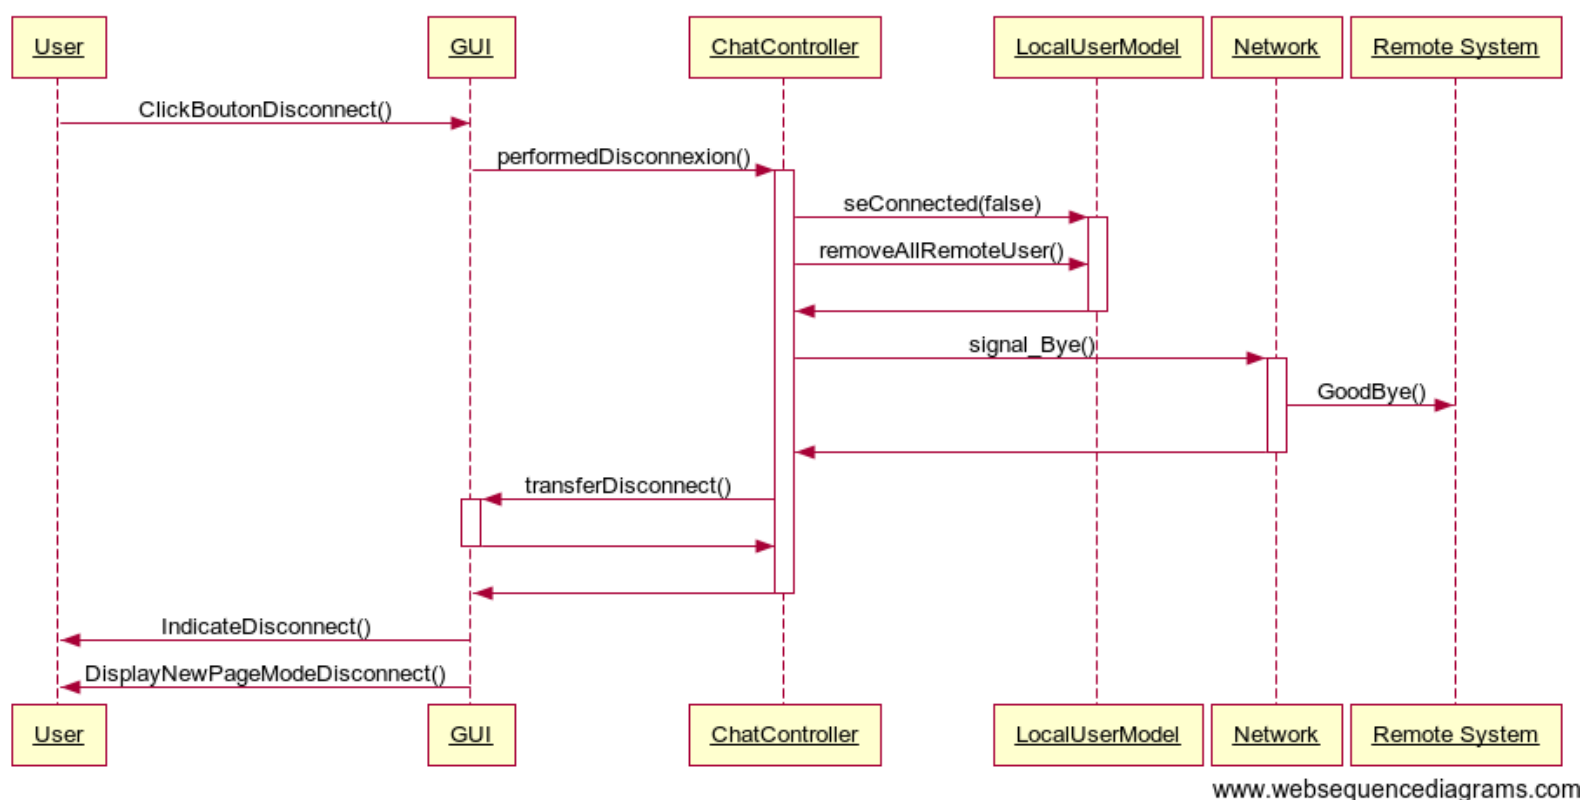 User GUI ChatController LocalUserModel Network Remote System
ClickBoutonDisconnect()
performedDisconnexion()
seConnected(false)
removeAllRemoteUser()
signal_Bye()
GoodBye()
transferDisconnect()
IndicateDisconnect()
DisplayNewPageModeDisconnect()
User GUI ChatController LocalUserModel Network Remote System
www.websequencediagrams.com